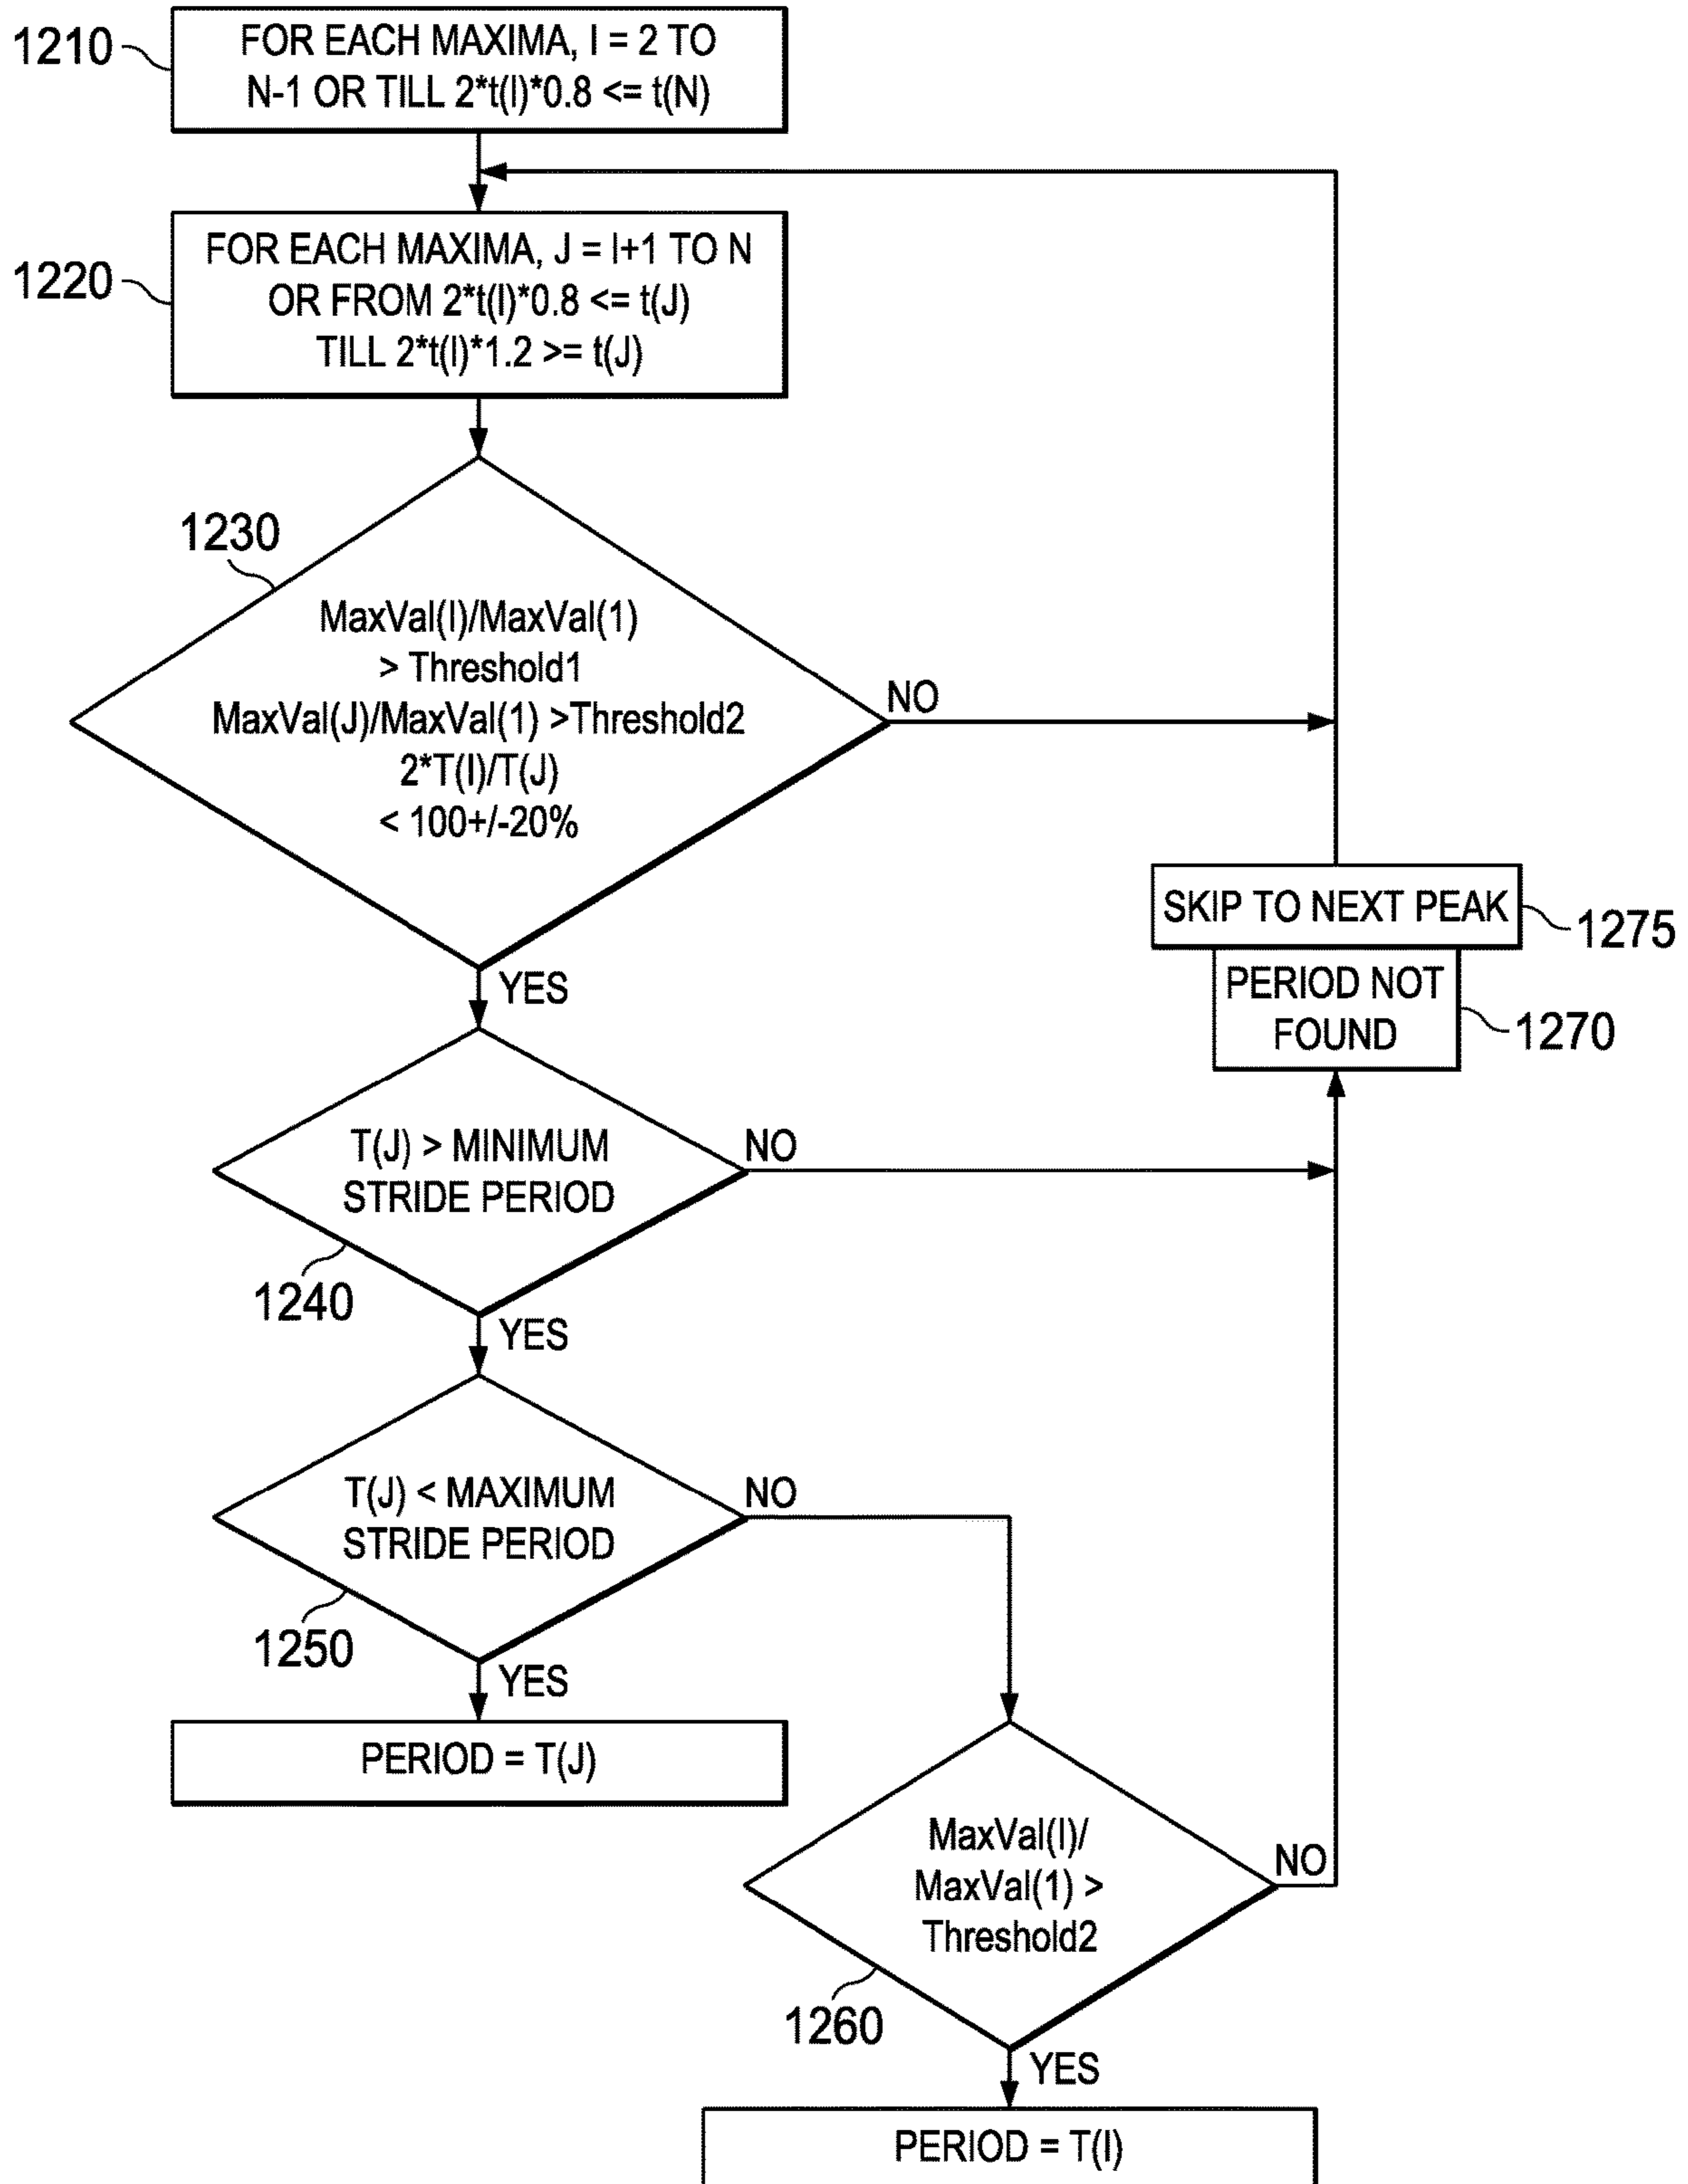 1210
FOR EACH MAXIMA, I = 2 TO
N-1 OR TILL 2*t(I)*0.8 <= t(N)
1220
FOR EACH MAXIMA, J = I+1 TO N
OR FROM 2*t(I)*0.8 <= t(J)
TILL 2*t(I)*1.2 >= t(J)
1230
MaxVal(I)/MaxVal(1)
> Threshold1
MaxVal(J)/MaxVal(1) >Threshold2
2*T(I)/T(J)
< 100+/-20%
NO
YES
SKIP TO NEXT PEAK
1275
PERIOD NOT
FOUND
1270
T(J) > MINIMUM
STRIDE PERIOD
NO
1240
YES
T(J) < MAXIMUM
STRIDE PERIOD
NO
1250
YES
PERIOD = T(J)
MaxVal(I)/
MaxVal(1) >
Threshold2
NO
1260
YES
PERIOD = T(I)